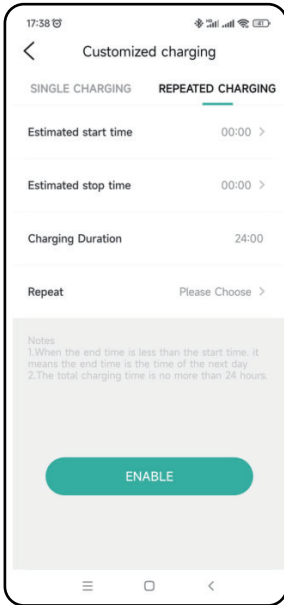 17:38
Customized charging
SINGLE CHARGING REPEATED CHARGING
Estimated start time 00:00 >
Estimated stop time 00:00 >
Charging Duration 24:00
Repeat Please Choose >
Notes
1.When the end time is less than the start time, it
means the end time is the time of the next day
2.The total charging time is no more than 24 hours.
ENABLE